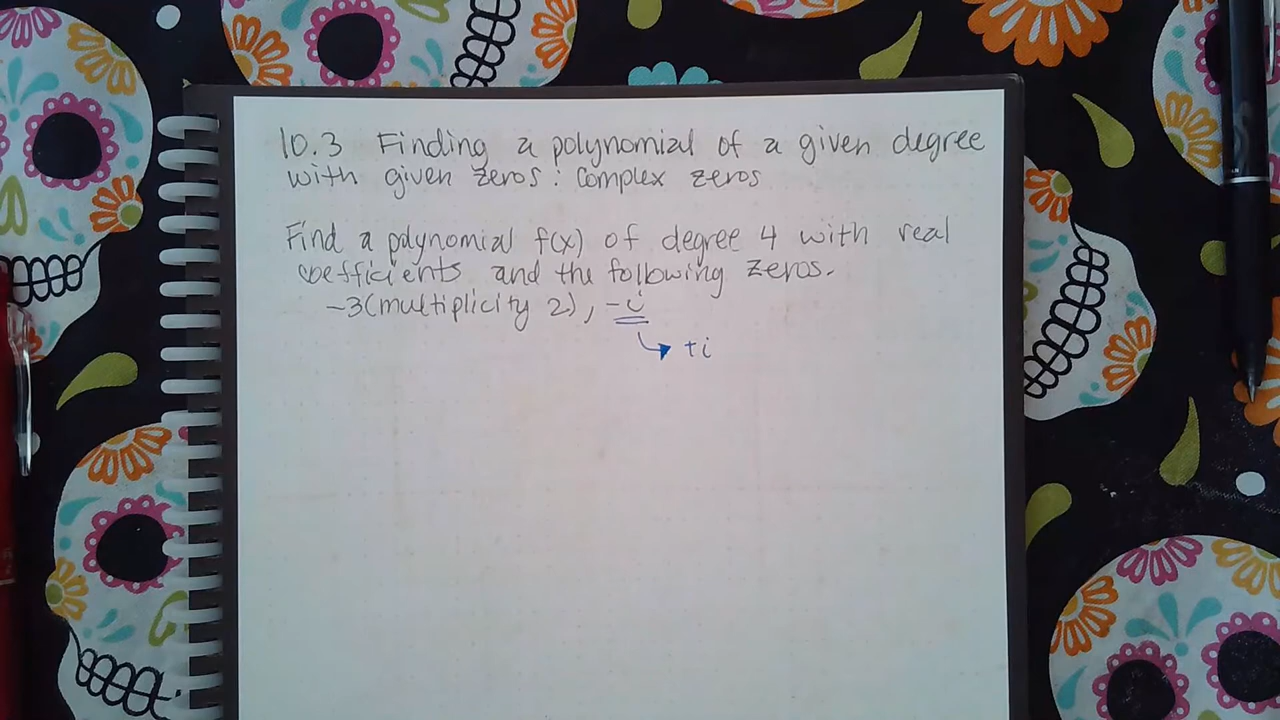 10.3 Finding a polynomial of a given degree
with given zeros: Complex zeros
Find a polynomial f(x) of degree 4 with real
coefficients and the following zeros.
-3(multiplicity 2), -i
+i